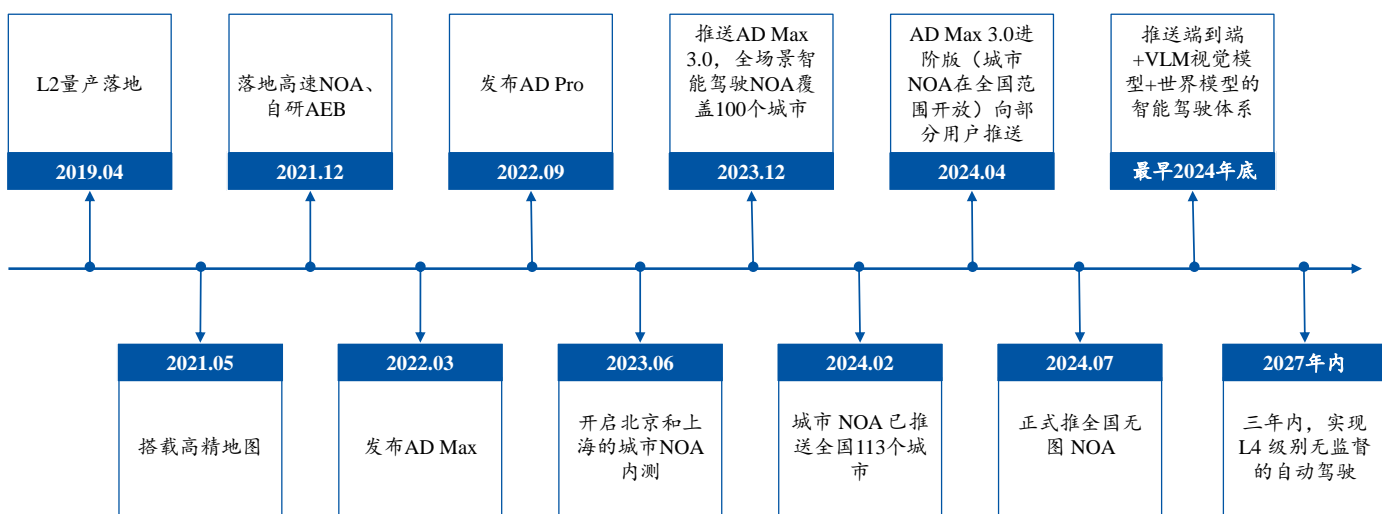 L2量产落地
2019.04
落地高速NOA、
自研AEB
2021.12
发布AD Pro
2022.09
推送AD Max
3.0，全场景智
能驾驶NOA覆
盖100个城市
2023.12
AD Max 3.0进
阶版（城市
NOA在全国范
围开放）向部
分用户推送
2024.04
推送端到端
+VLM视觉模
型+世界模型的
智能驾驶体系
最早2024年底
2021.05
搭载高精地图
2022.03
发布AD Max
2023.06
开启北京和上
海的城市NOA
内测
2024.02
城市 NOA 已推
送全国113个城
市
2024.07
正式推全国无
图 NOA
2027年内
三年内，实现
L4 级别无监督
的自动驾驶